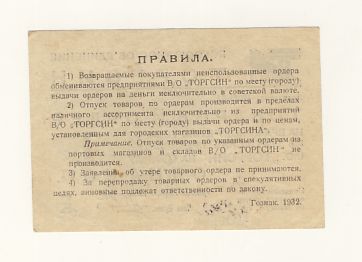 ПРАВИЛА.
1) Возвращаемые покупателями неиспользованные ордера
обмениваются предприятиями В/О „ТОРГСИН" по месту (городу)
выдачи ордеров на деньги исключительно в советской валюте.
2) Отпуск товаров по ордерам производится в пределах
наличного ассортимента исключительно из предприятий
В/О „ТОРГСИН" по месту (городу) выдачи ордера и по ценам,
установленным для городских магазинов „ТОРГСИНА".
Примечание. Отпуск товаров по указанным ордерам из
портовых магазинов и складов В/О „ТОРГСИН" не
производится.
3) Заявления об утере товарного ордера не принимаются.
4) За перепродажу товарных ордеров в спекулятивных
целях, виновные подлежат ответственности по закону.
Гознак. 1932.